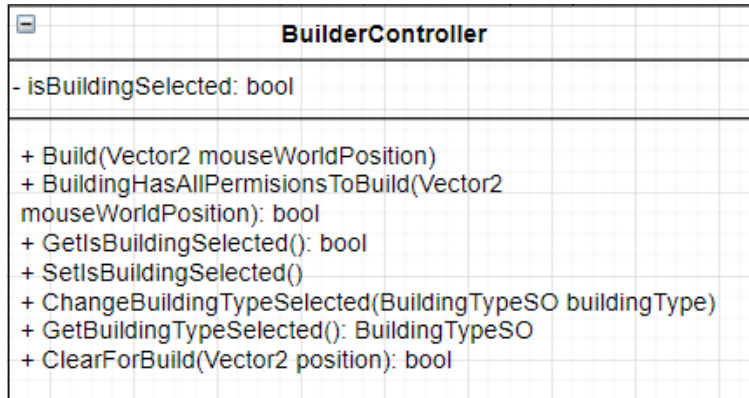 BuilderController
- isBuildingSelected: bool
+ Build(Vector2 mouseWorldPosition)
+ BuildingHasAllPermisionsToBuild(Vector2
mouseWorldPosition): bool
+ GetIsBuildingSelected(): bool
+ SetIsBuildingSelected()
+ ChangeBuildingTypeSelected(BuildingTypeSO buildingType)
+ GetBuildingTypeSelected(): BuildingTypeSO
+ ClearForBuild(Vector2 position): bool